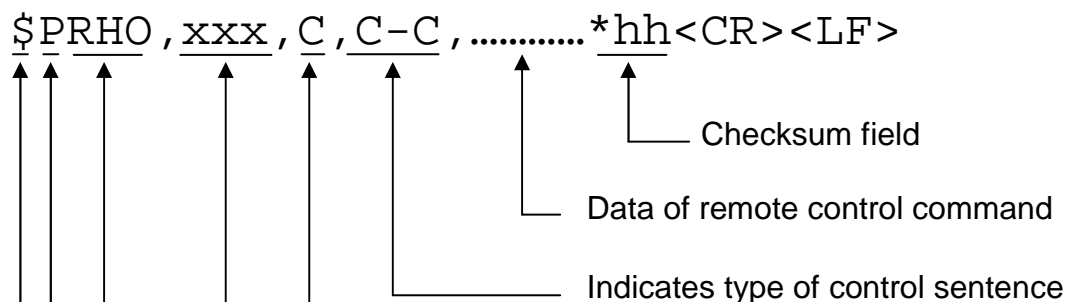 $PRHO,xxx,C,C-C,............*hh<CR><LF>
Checksum field
Data of remote control command
Indicates type of control sentence